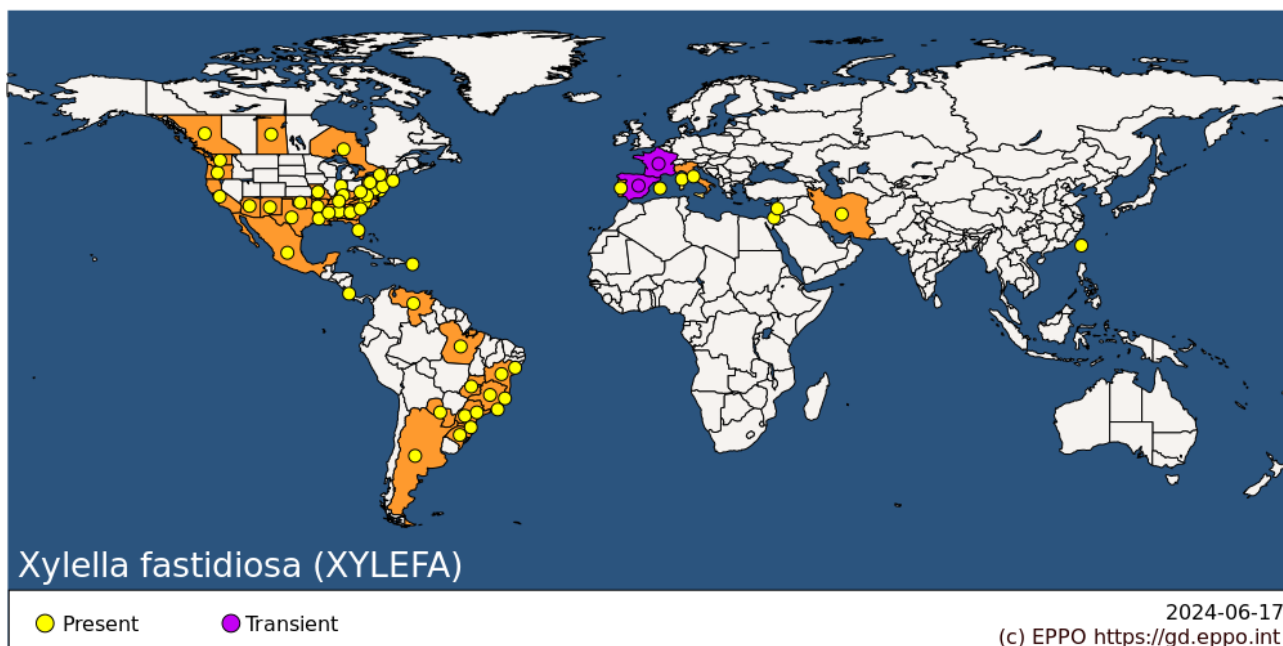 Xylella fastidiosa (XYLEFA)
Present
Transient
2024-06-17
(c) EPPO https://gd.eppo.int